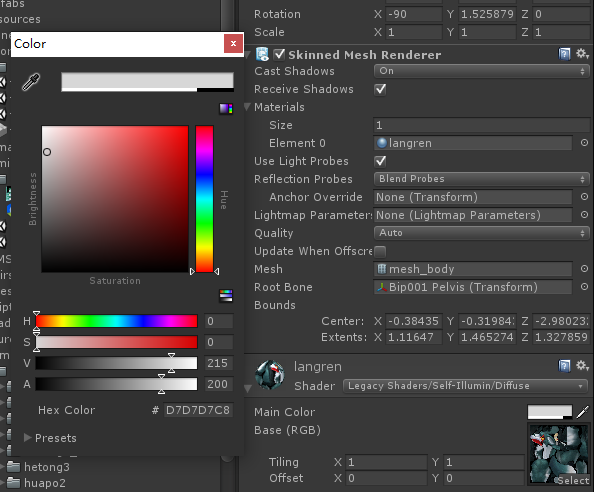 fabs
sources
Color
x
Brightness
Hue
Saturation
H 0
S 0
V 215
A 200
Hex Color # D7D7D7C8
Presets
hetong3
huapo2
Rotation X -90 Y 1.525879 Z 0
Scale X 1 Y 1 Z 1
Skinned Mesh Renderer
Cast Shadows On
Receive Shadows
Materials
Size 1
Element 0 langren
Use Light Probes
Reflection Probes Blend Probes
Anchor Override None (Transform)
Lightmap Parameters None (Lightmap Parameters)
Quality Auto
Update When Offscre
Mesh mesh_body
Root Bone Bip001 Pelvis (Transform)
Bounds
Center: X -0.38435 Y -0.31984 Z -2.98023
Extents: X 1.11647 Y 1.465274 Z 1.327859
langren
Shader Legacy Shaders/Self-Illumin/Diffuse
Main Color
Base (RGB)
Tiling X 1 Y 1
Offset X 0 Y 0
Select